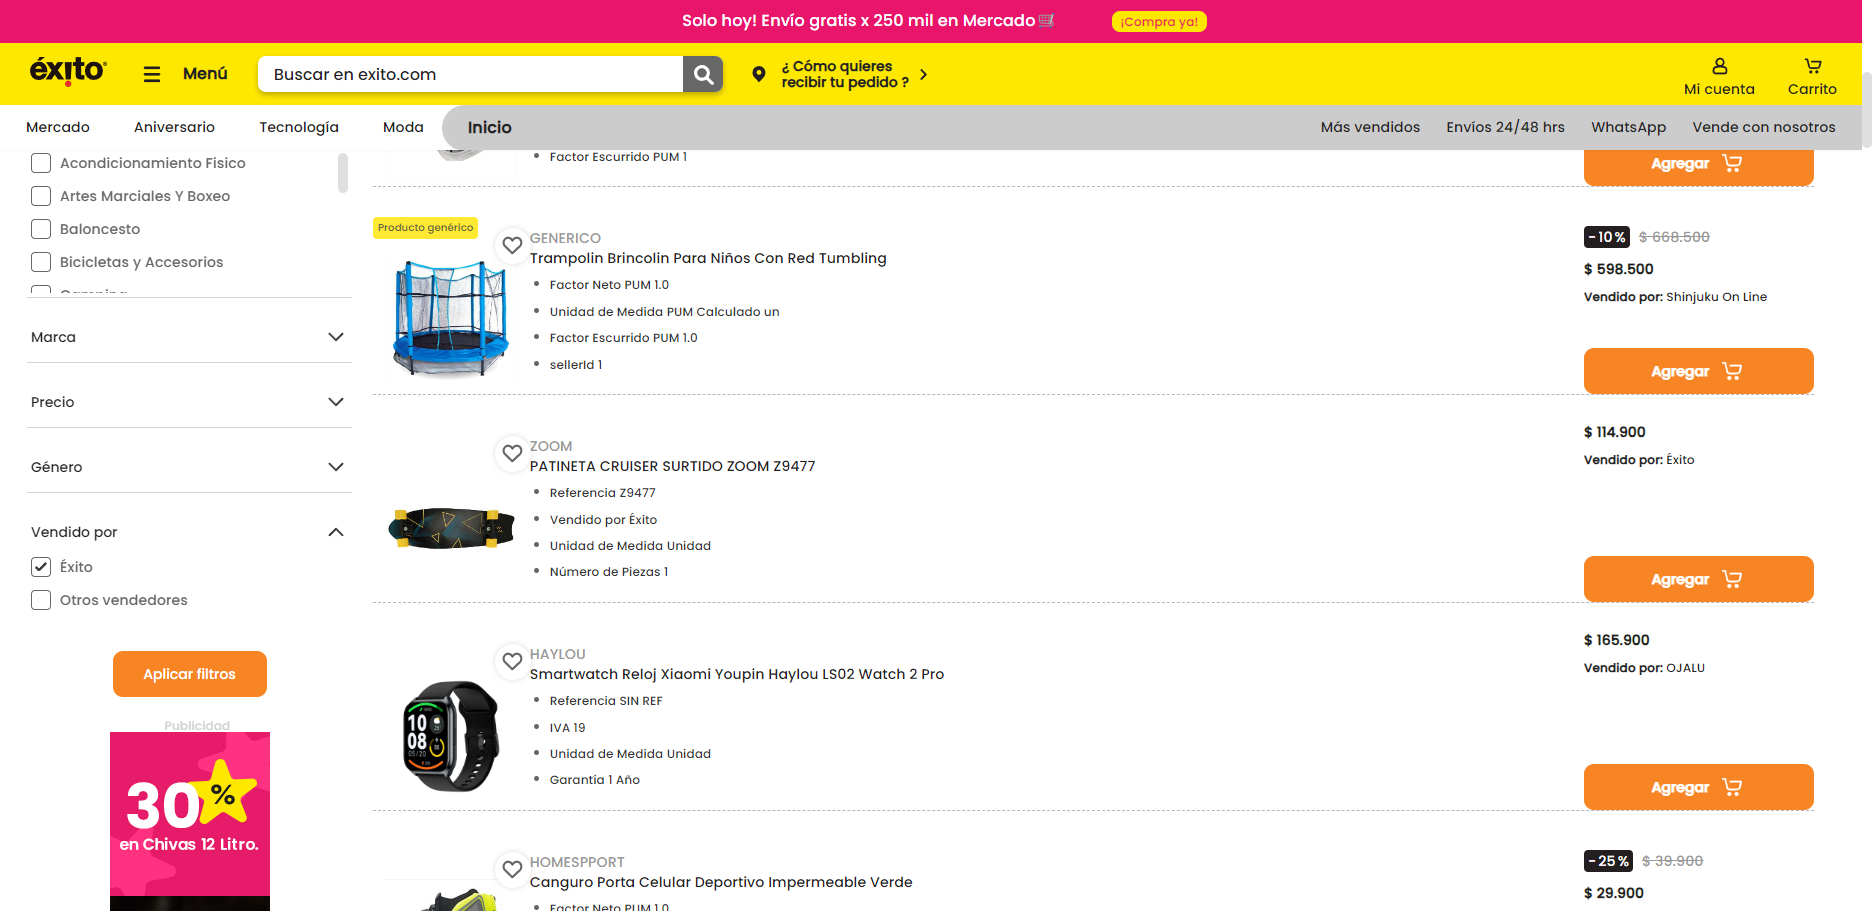 Solo hoy! Envío gratis x 250 mil en Mercado
¡Compra ya!
éxito
Menú
Buscar en exito.com
¿ Cómo quieres
recibir tu pedido ?
Mi cuenta
Carrito
Mercado
Aniversario
Tecnología
Moda
Inicio
Más vendidos
Envíos 24/48 hrs
WhatsApp
Vende con nosotros
Acondicionamiento Fisico
Artes Marciales Y Boxeo
Baloncesto
Bicicletas y Accesorios
Marca
Precio
Género
Vendido por
Éxito
Otros vendedores
Aplicar filtros
Publicidad
30%
en Chivas 12 Litro.
Factor Escurrido PUM 1
Agregar
Producto genérico
GENERICO
Trampolin Brincolin Para Niños Con Red Tumbling
Factor Neto PUM 1.0
Unidad de Medida PUM Calculado un
Factor Escurrido PUM 1.0
sellerId 1
-10% $ 668.500
$ 598.500
Vendido por: Shinjuku On Line
Agregar
ZOOM
PATINETA CRUISER SURTIDO ZOOM Z9477
Referencia Z9477
Vendido por Éxito
Unidad de Medida Unidad
Número de Piezas 1
$ 114.900
Vendido por: Éxito
Agregar
HAYLOU
Smartwatch Reloj Xiaomi Youpin Haylou LS02 Watch 2 Pro
Referencia SIN REF
IVA 19
Unidad de Medida Unidad
Garantía 1 Año
10
08
$ 165.900
Vendido por: OJALU
Agregar
HOMESPPORT
Canguro Porta Celular Deportivo Impermeable Verde
Factor Neto PUM 1.0
-25% $ 39.900
$ 29.900